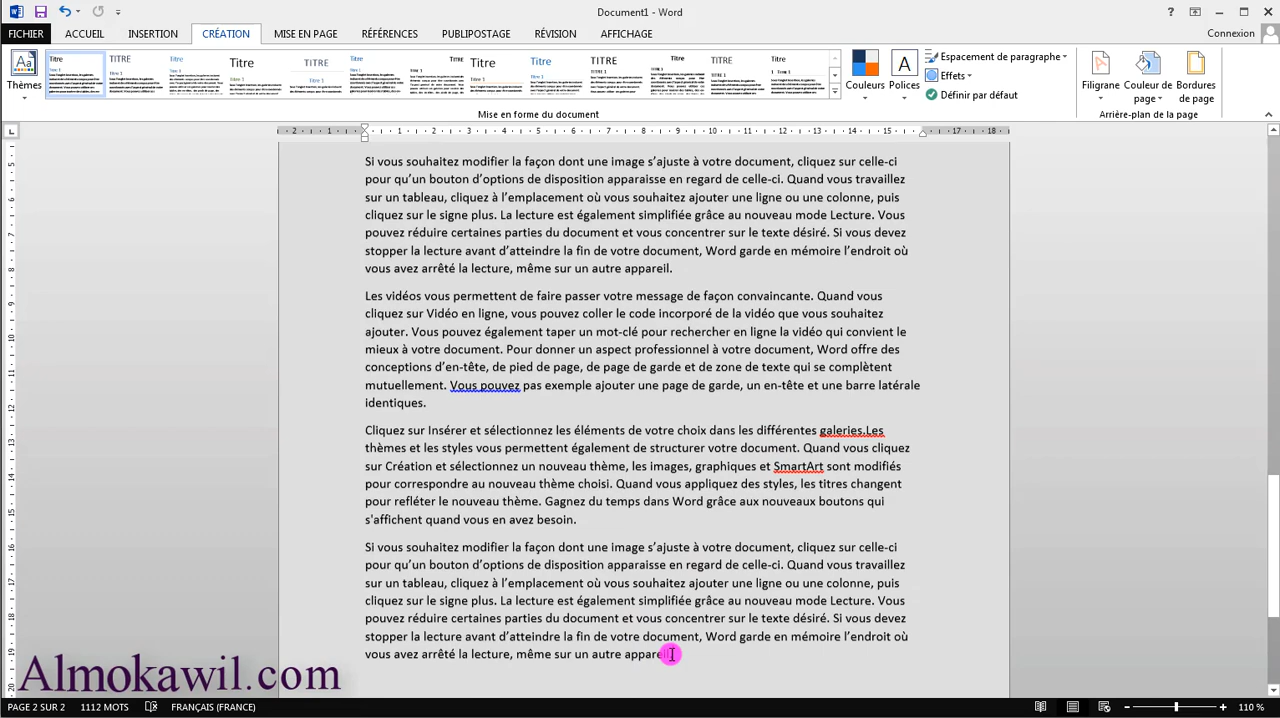 Document1 - Word
FICHIER ACCUEIL INSERTION CRÉATION MISE EN PAGE RÉFÉRENCES PUBLIPOSTAGE RÉVISION AFFICHAGE Connexion
Thèmes
Titre TITRE Titre Titre TITRE Titre TITRE Titre Titre TITRE TITRE TITRE Titre
Couleurs Polices
Espacement de paragraphe
Effets
Définir par défaut
Filigrane Couleur de page Bordures de page
Mise en forme du document Arrière-plan de la page
2 1 1 2 3 4 5 6 7 8 9 10 11 12 13 14 15 17 18
Si vous souhaitez modifier la façon dont une image s’ajuste à votre document, cliquez sur celle-ci
pour qu’un bouton d’options de disposition apparaisse en regard de celle-ci. Quand vous travaillez
sur un tableau, cliquez à l’emplacement où vous souhaitez ajouter une ligne ou une colonne, puis
cliquez sur le signe plus. La lecture est également simplifiée grâce au nouveau mode Lecture. Vous
pouvez réduire certaines parties du document et vous concentrer sur le texte désiré. Si vous devez
stopper la lecture avant d’atteindre la fin de votre document, Word garde en mémoire l’endroit où
vous avez arrêté la lecture, même sur un autre appareil.
Les vidéos vous permettent de faire passer votre message de façon convaincante. Quand vous
cliquez sur Vidéo en ligne, vous pouvez coller le code incorporé de la vidéo que vous souhaitez
ajouter. Vous pouvez également taper un mot-clé pour rechercher en ligne la vidéo qui convient le
mieux à votre document. Pour donner un aspect professionnel à votre document, Word offre des
conceptions d’en-tête, de pied de page, de page de garde et de zone de texte qui se complètent
mutuellement. Vous pouvez pas exemple ajouter une page de garde, un en-tête et une barre latérale
identiques.
Cliquez sur Insérer et sélectionnez les éléments de votre choix dans les différentes galeries.Les
thèmes et les styles vous permettent également de structurer votre document. Quand vous cliquez
sur Création et sélectionnez un nouveau thème, les images, graphiques et SmartArt sont modifiés
pour correspondre au nouveau thème choisi. Quand vous appliquez des styles, les titres changent
pour refléter le nouveau thème. Gagnez du temps dans Word grâce aux nouveaux boutons qui
s'affichent quand vous en avez besoin.
Si vous souhaitez modifier la façon dont une image s’ajuste à votre document, cliquez sur celle-ci
pour qu’un bouton d’options de disposition apparaisse en regard de celle-ci. Quand vous travaillez
sur un tableau, cliquez à l’emplacement où vous souhaitez ajouter une ligne ou une colonne, puis
cliquez sur le signe plus. La lecture est également simplifiée grâce au nouveau mode Lecture. Vous
pouvez réduire certaines parties du document et vous concentrer sur le texte désiré. Si vous devez
stopper la lecture avant d’atteindre la fin de votre document, Word garde en mémoire l’endroit où
vous avez arrêté la lecture, même sur un autre appareil
Almokawil.com
PAGE 2 SUR 2 1112 MOTS FRANÇAIS (FRANCE) 110 %